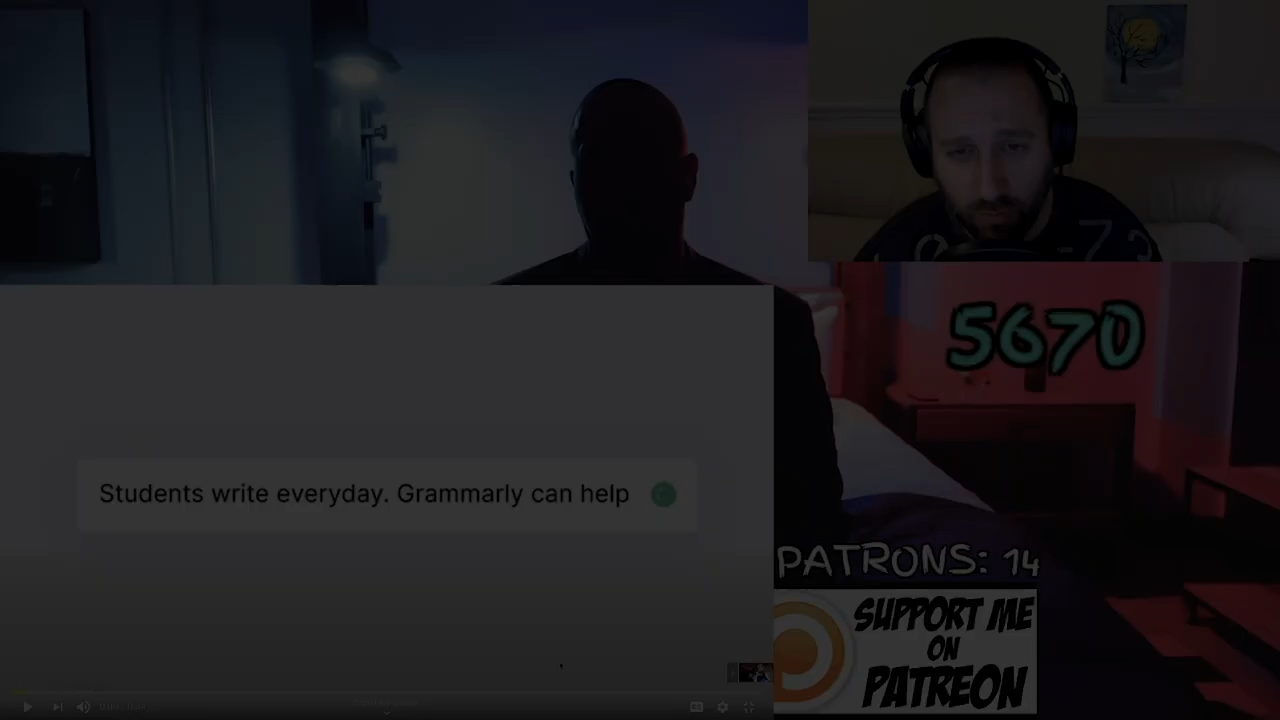 5670
Students write everyday. Grammarly can help
PATRONS: 14
SUPPORT ME
ON
PATREON